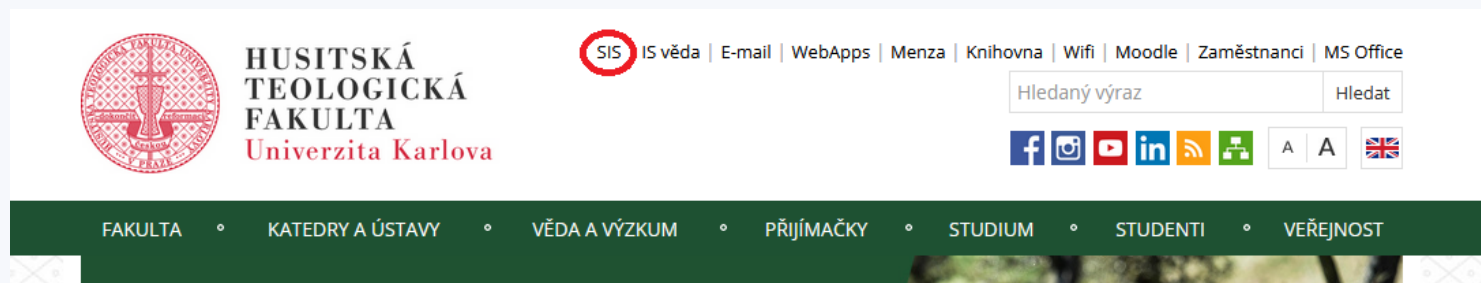 HUSITSKÁ
TEOLOGICKÁ
FAKULTA
Univerzita Karlova
SIS IS věda | E-mail | WebApps | Menza | Knihovna | Wifi | Moodle | Zaměstnanci | MS Office
Hledaný výraz Hledat
A | A
FAKULTA ° KATEDRY A ÚSTAVY ° VĚDA A VÝZKUM ° PŘIJÍMAČKY ° STUDIUM ° STUDENTI ° VEŘEJNOST